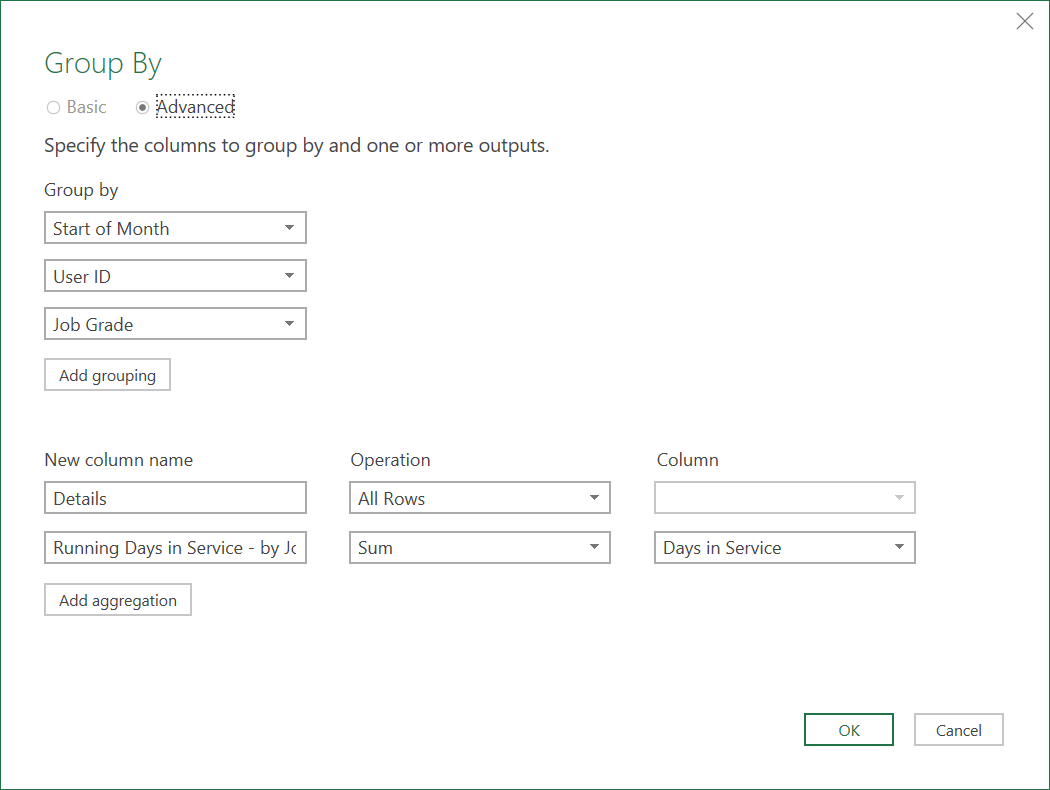 Group By
Basic Advanced
Specify the columns to group by and one or more outputs.
Group by
Start of Month
User ID
Job Grade
Add grouping
New column name Operation Column
Details All Rows
Running Days in Service - by Jo Sum Days in Service
Add aggregation
OK Cancel